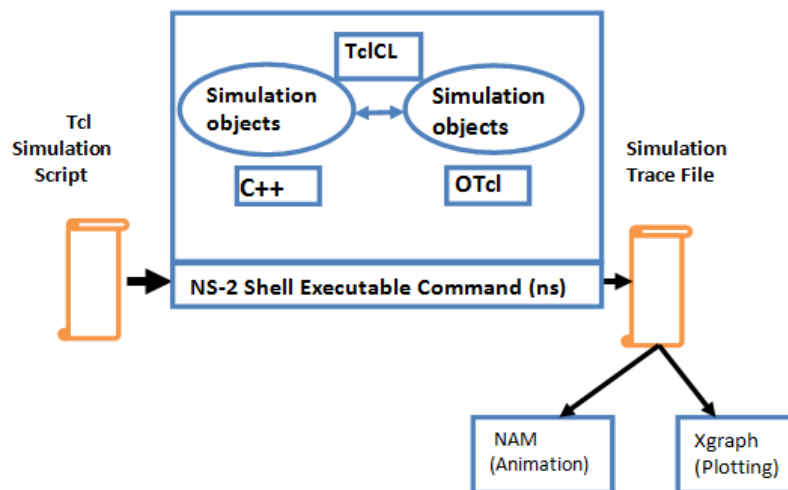 TclCL
Simulation
objects
Simulation
objects
Tcl
Simulation
Script
C++
OTcl
Simulation
Trace File
NS-2 Shell Executable Command (ns)
NAM
(Animation)
Xgraph
(Plotting)